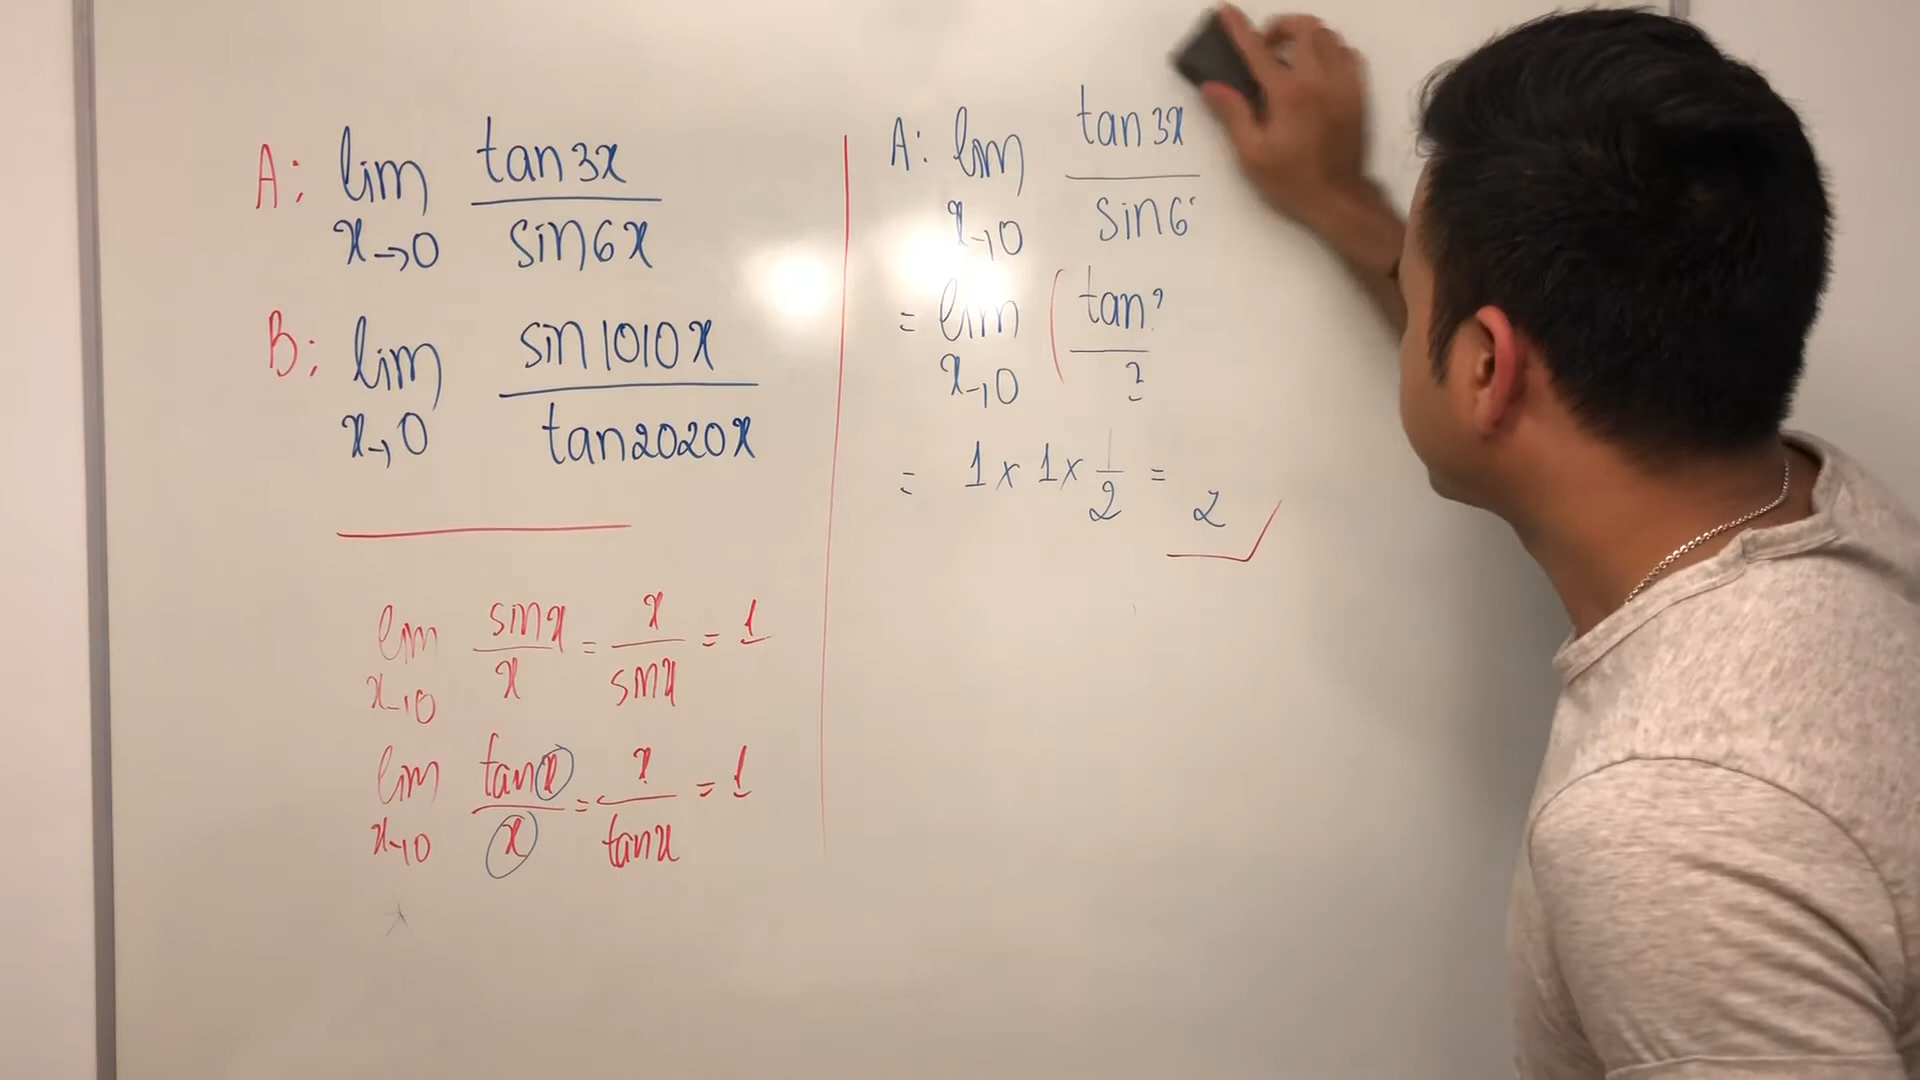 A: lim tan3x / sin6x
x→0
B: lim sin1010x / tan2020x
x→0
lim sinx / x = x / sinx = 1
x→0
lim tanx / x = x / tanx = 1
x→0
A: lim tan3x / sin6
x→0
= lim ( tan? / ?
x→0
= 1 x 1 x 1/2 = 2